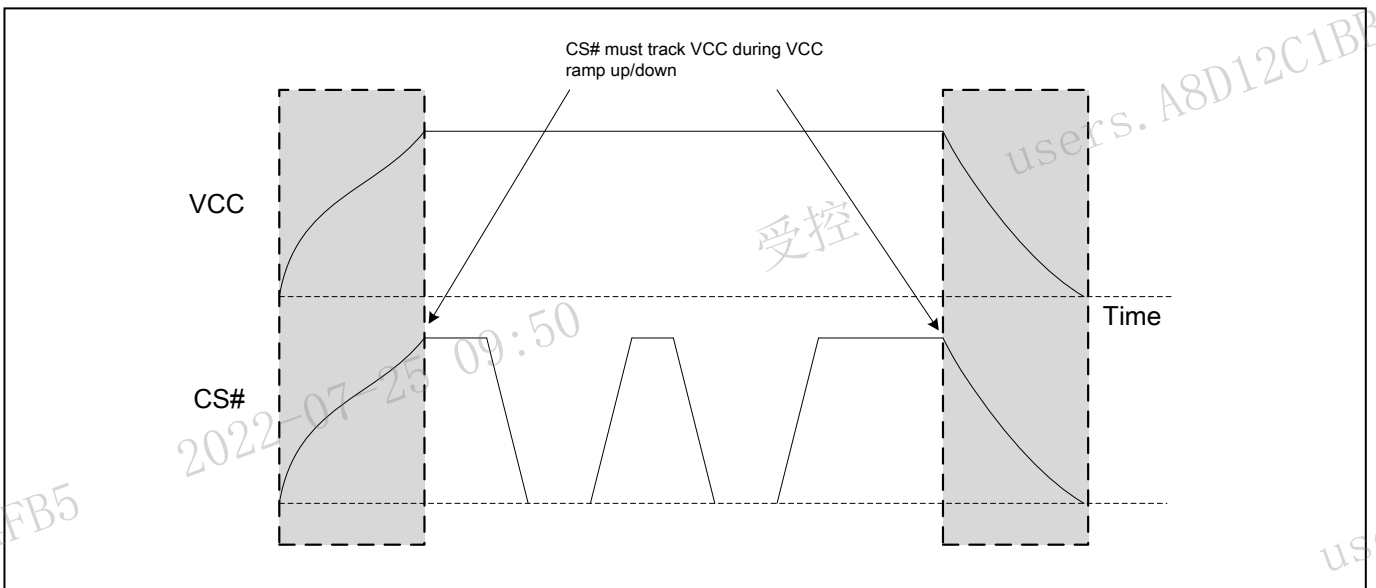 CS# must track VCC during VCC
ramp up/down
users. A8D12C1BB
VCC
受控
Time
2022-07-25 09:50
CS#
FB5